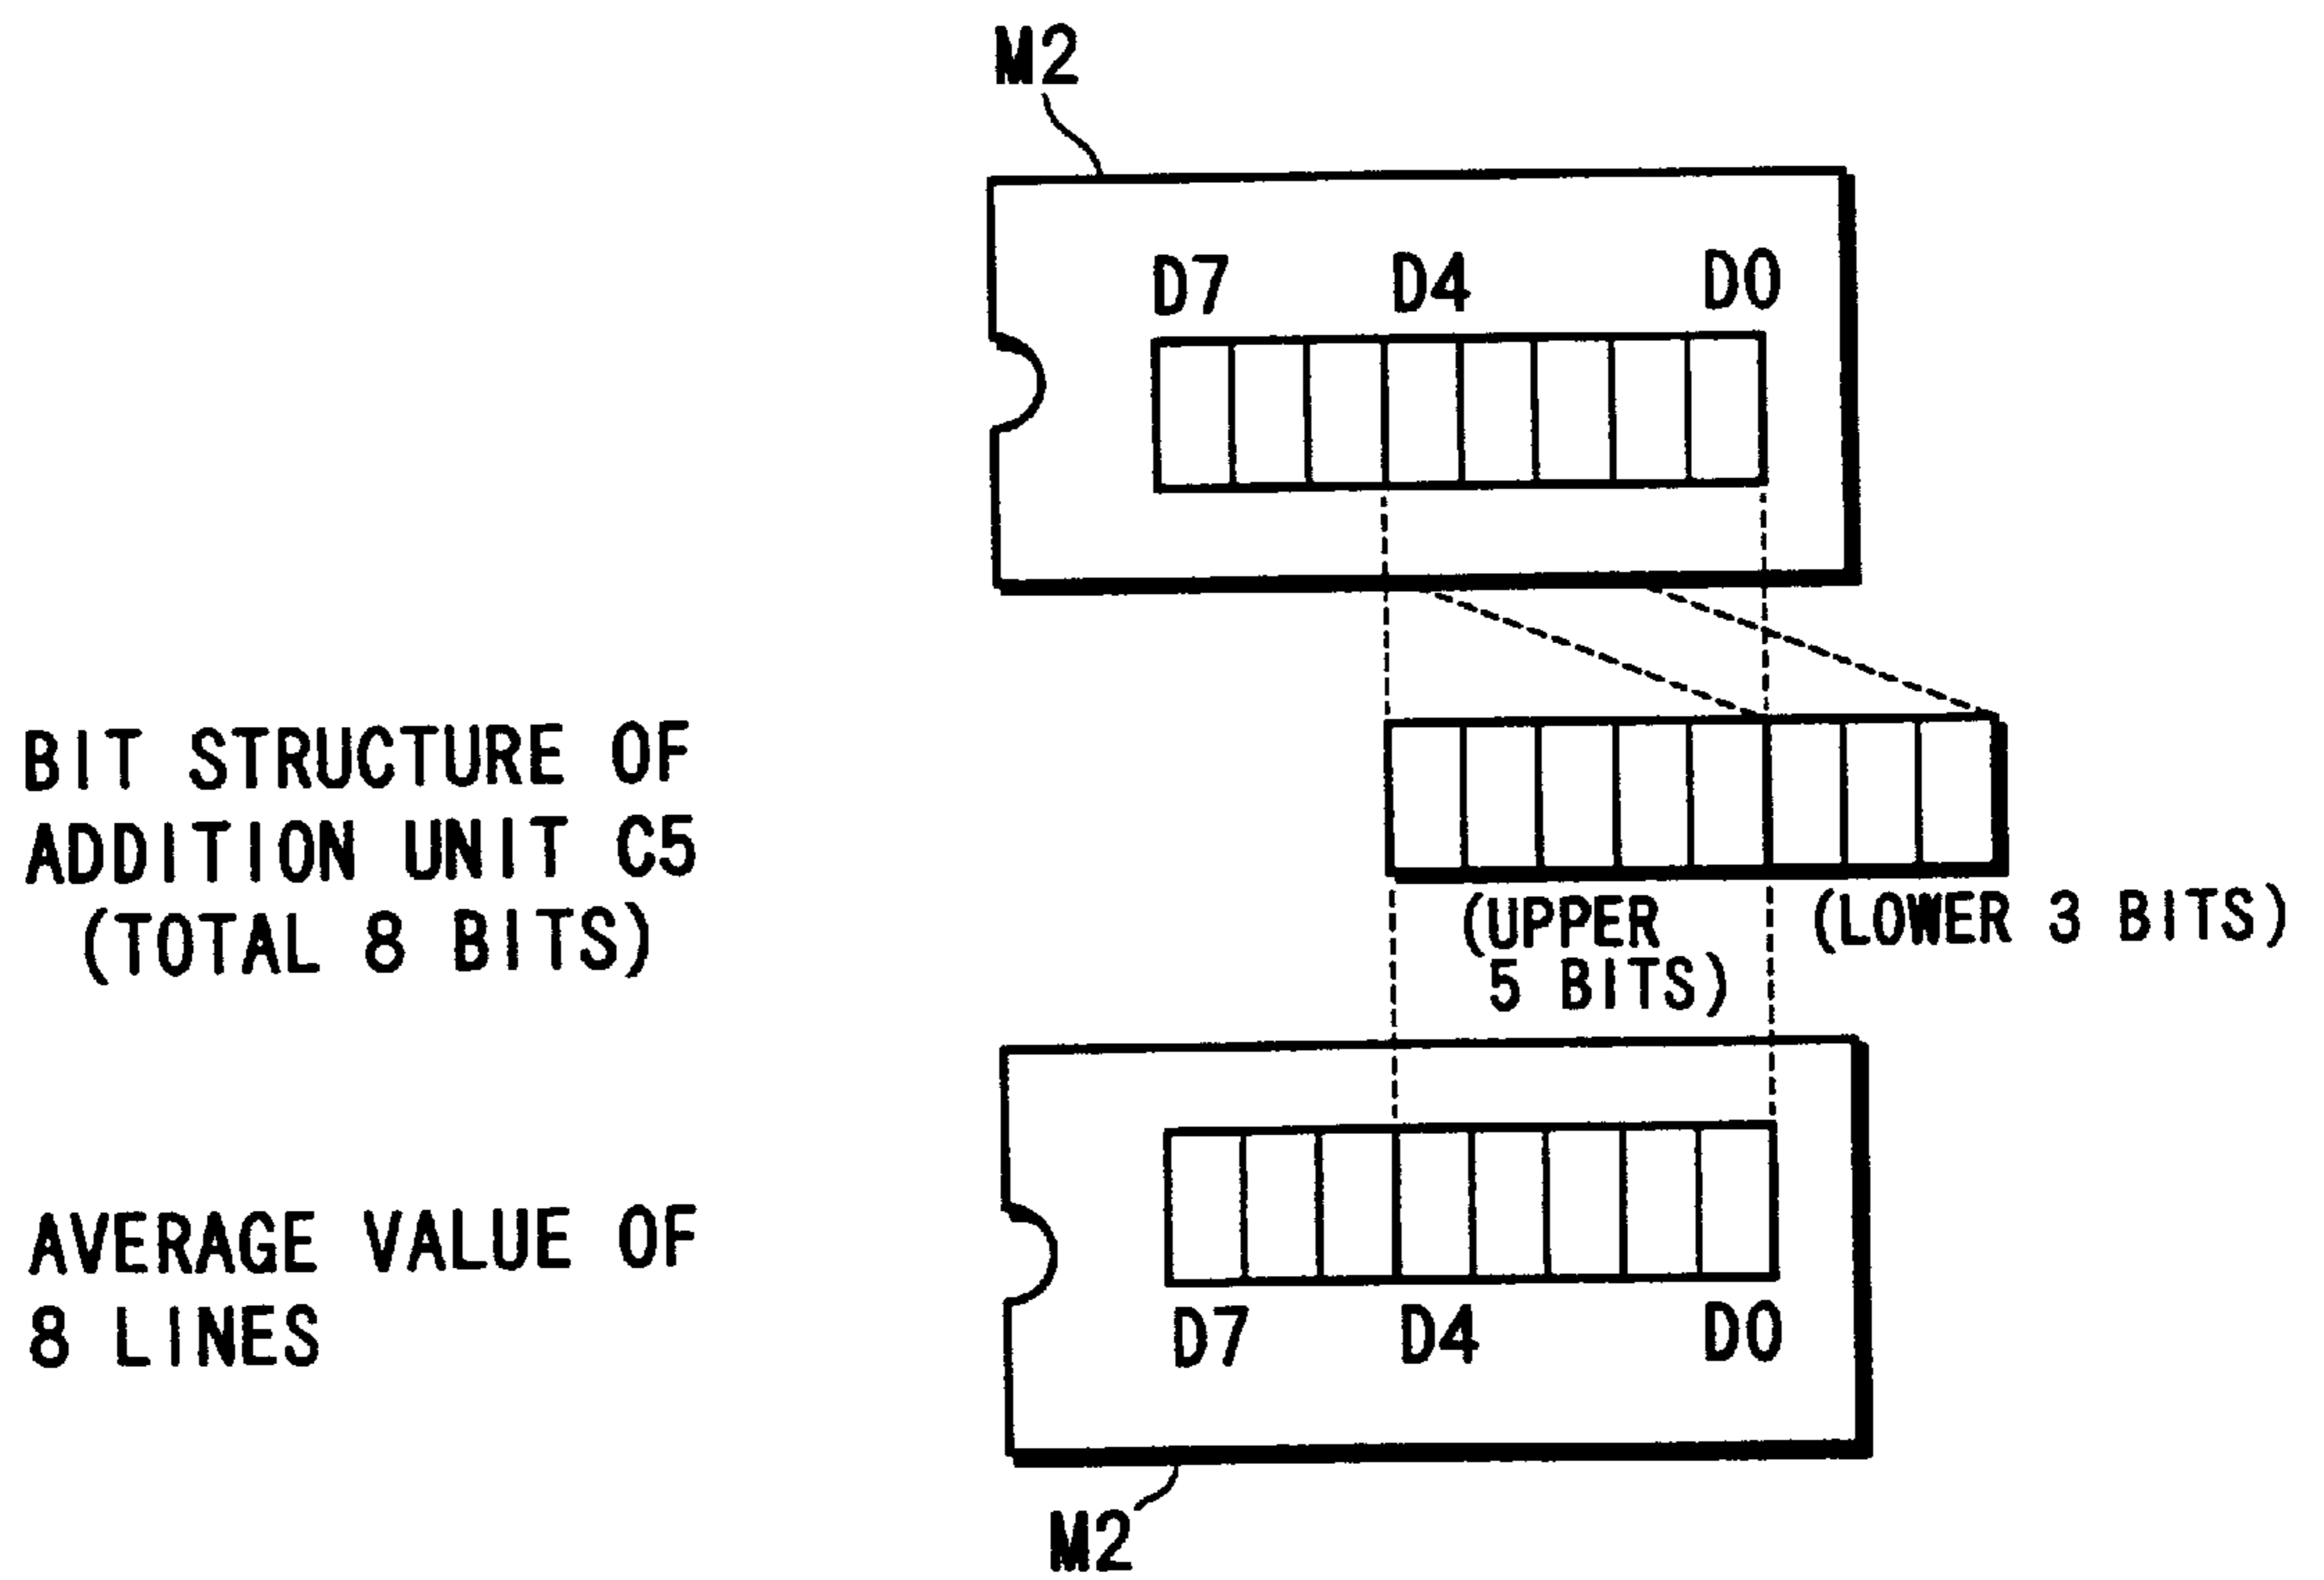 M2
D7 D4 D0
BIT STRUCTURE OF
ADDITION UNIT C5
(TOTAL 8 BITS)
(UPPER
5 BITS)
(LOWER 3 BITS)
AVERAGE VALUE OF
8 LINES
D7 D4 D0
M2